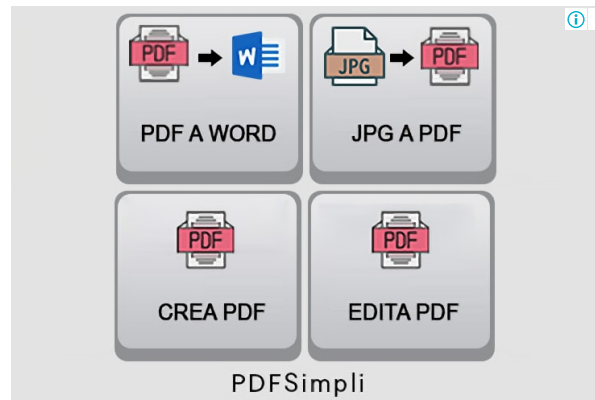 PDF
W
JPG
PDF
PDF A WORD
JPG A PDF
PDF
PDF
CREA PDF
EDITA PDF
PDFSimpli